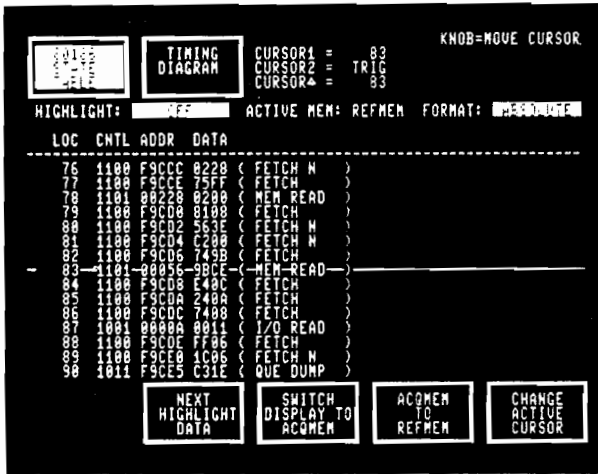 KNOB=MOVE CURSOR
TIMING
DIAGRAM
CURSOR1 = 83
CURSOR2 = TRIG
CURSOR▲ = 83
HIGHLIGHT: OFF ACTIVE MEM: REFMEM FORMAT: ABSOLUTE
LOC CNTL ADDR DATA
76 1100 F9CCC 0228 ( FETCH N )
77 1100 F9CCE 75FF ( FETCH )
78 1101 00228 0200 ( MEM READ )
79 1100 F9CD0 8108 ( FETCH )
80 1100 F9CD2 563E ( FETCH N )
81 1100 F9CD4 C200 ( FETCH N )
82 1100 F9CD6 749B ( FETCH )
83 1101 00056 9BCE ( MEM READ )
84 1100 F9CD8 E40C ( FETCH )
85 1100 F9CDA 240A ( FETCH )
86 1100 F9CDC 7408 ( FETCH )
87 1001 0000A 0011 ( I/O READ )
88 1100 F9CDE FF06 ( FETCH )
89 1100 F9CE0 1C06 ( FETCH N )
90 1011 F9CE5 C31E ( QUE DUMP )
NEXT
HIGHLIGHT
DATA
SWITCH
DISPLAY TO
ACQMEM
ACQMEM
TO
REFMEM
CHANGE
ACTIVE
CURSOR